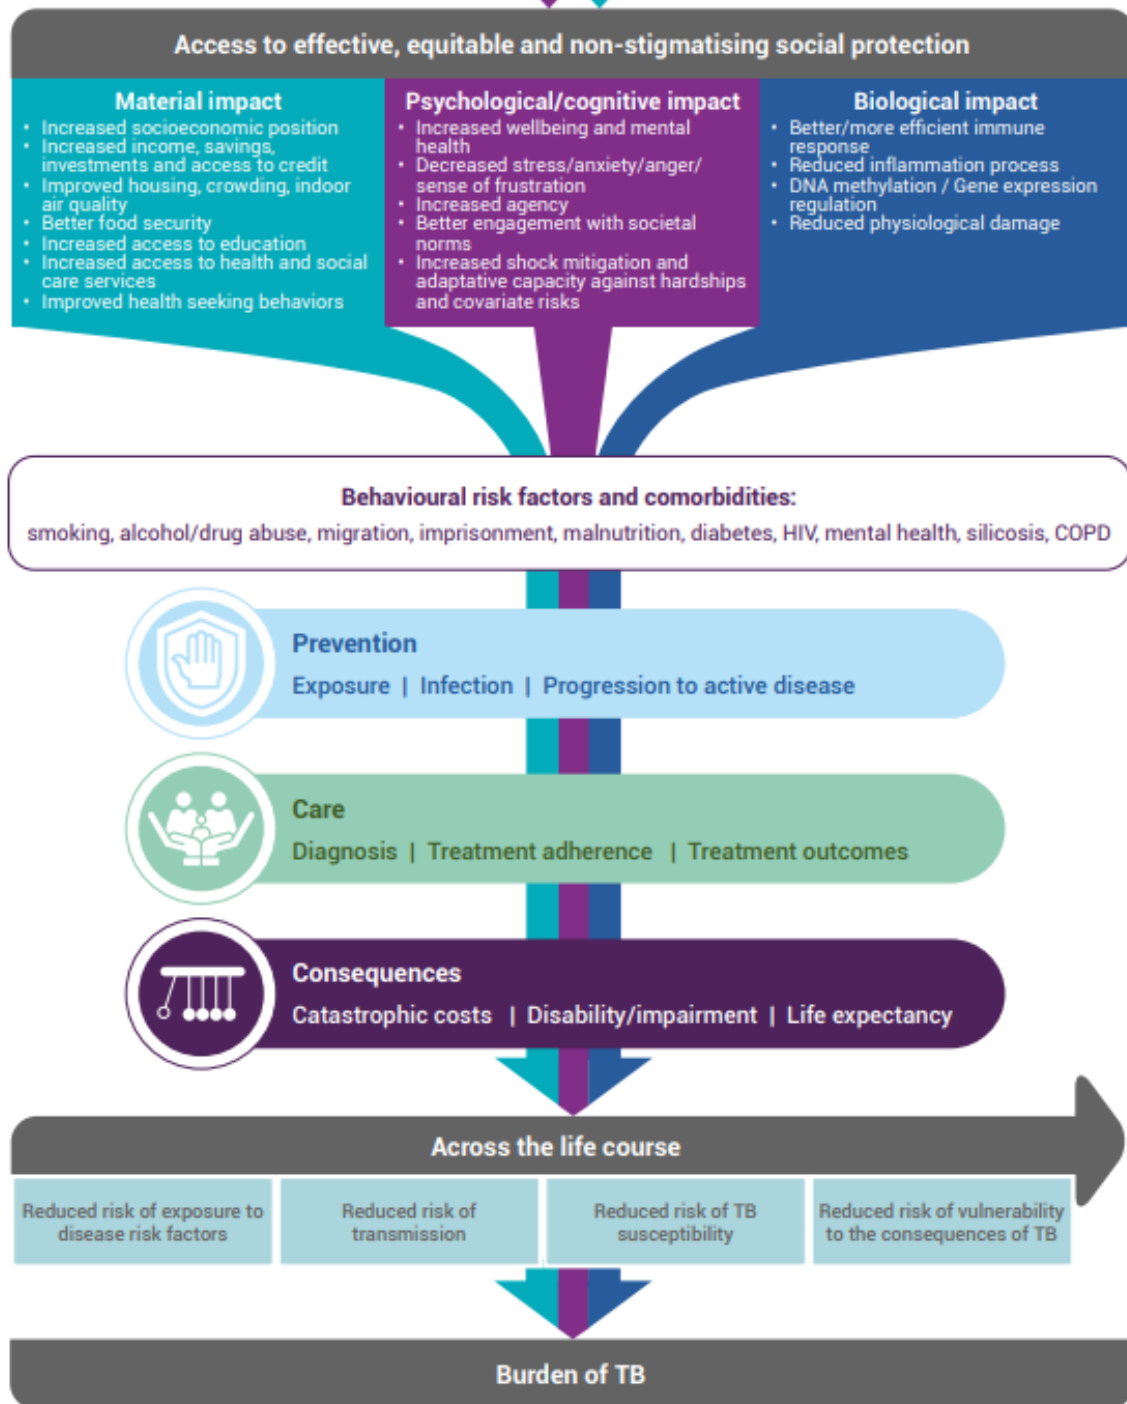 Access to effective, equitable and non-stigmatising social protection
Material impact
• Increased socioeconomic position
• Increased income, savings,
investments and access to credit
• Improved housing, crowding, indoor
air quality
• Better food security
• Increased access to education
• Increased access to health and social
care services
• Improved health seeking behaviors
Psychological/cognitive impact
• Increased wellbeing and mental
health
• Decreased stress/anxiety/anger/
sense of frustration
• Increased agency
• Better engagement with societal
norms
• Increased shock mitigation and
adaptative capacity against hardships
and covariate risks
Biological impact
• Better/more efficient immune
response
• Reduced inflammation process
• DNA methylation / Gene expression
regulation
• Reduced physiological damage
Behavioural risk factors and comorbidities:
smoking, alcohol/drug abuse, migration, imprisonment, malnutrition, diabetes, HIV, mental health, silicosis, COPD
Prevention
Exposure | Infection | Progression to active disease
Care
Diagnosis | Treatment adherence | Treatment outcomes
Consequences
Catastrophic costs | Disability/impairment | Life expectancy
Across the life course
Reduced risk of exposure to
disease risk factors
Reduced risk of
transmission
Reduced risk of TB
susceptibility
Reduced risk of vulnerability
to the consequences of TB
Burden of TB